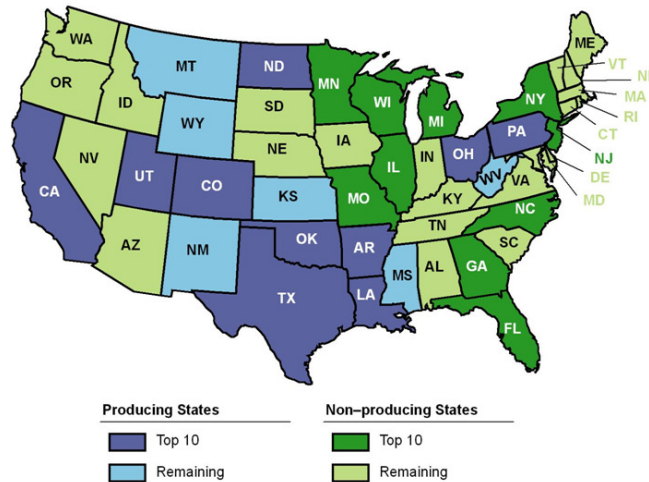 WA
ME
MT
ND
VT
OR
MN
ID
SD
WI
NY
MA
WY
MI
RI
IA
PA
CT
NE
NV
IN
OH
NJ
UT
IL
DE
CA
CO
WV
VA
KS
MO
KY
MD
NC
TN
AZ
OK
AR
SC
NM
MS
AL
GA
TX
LA
FL
Producing States
Non–producing States
Top 10
Top 10
Remaining
Remaining